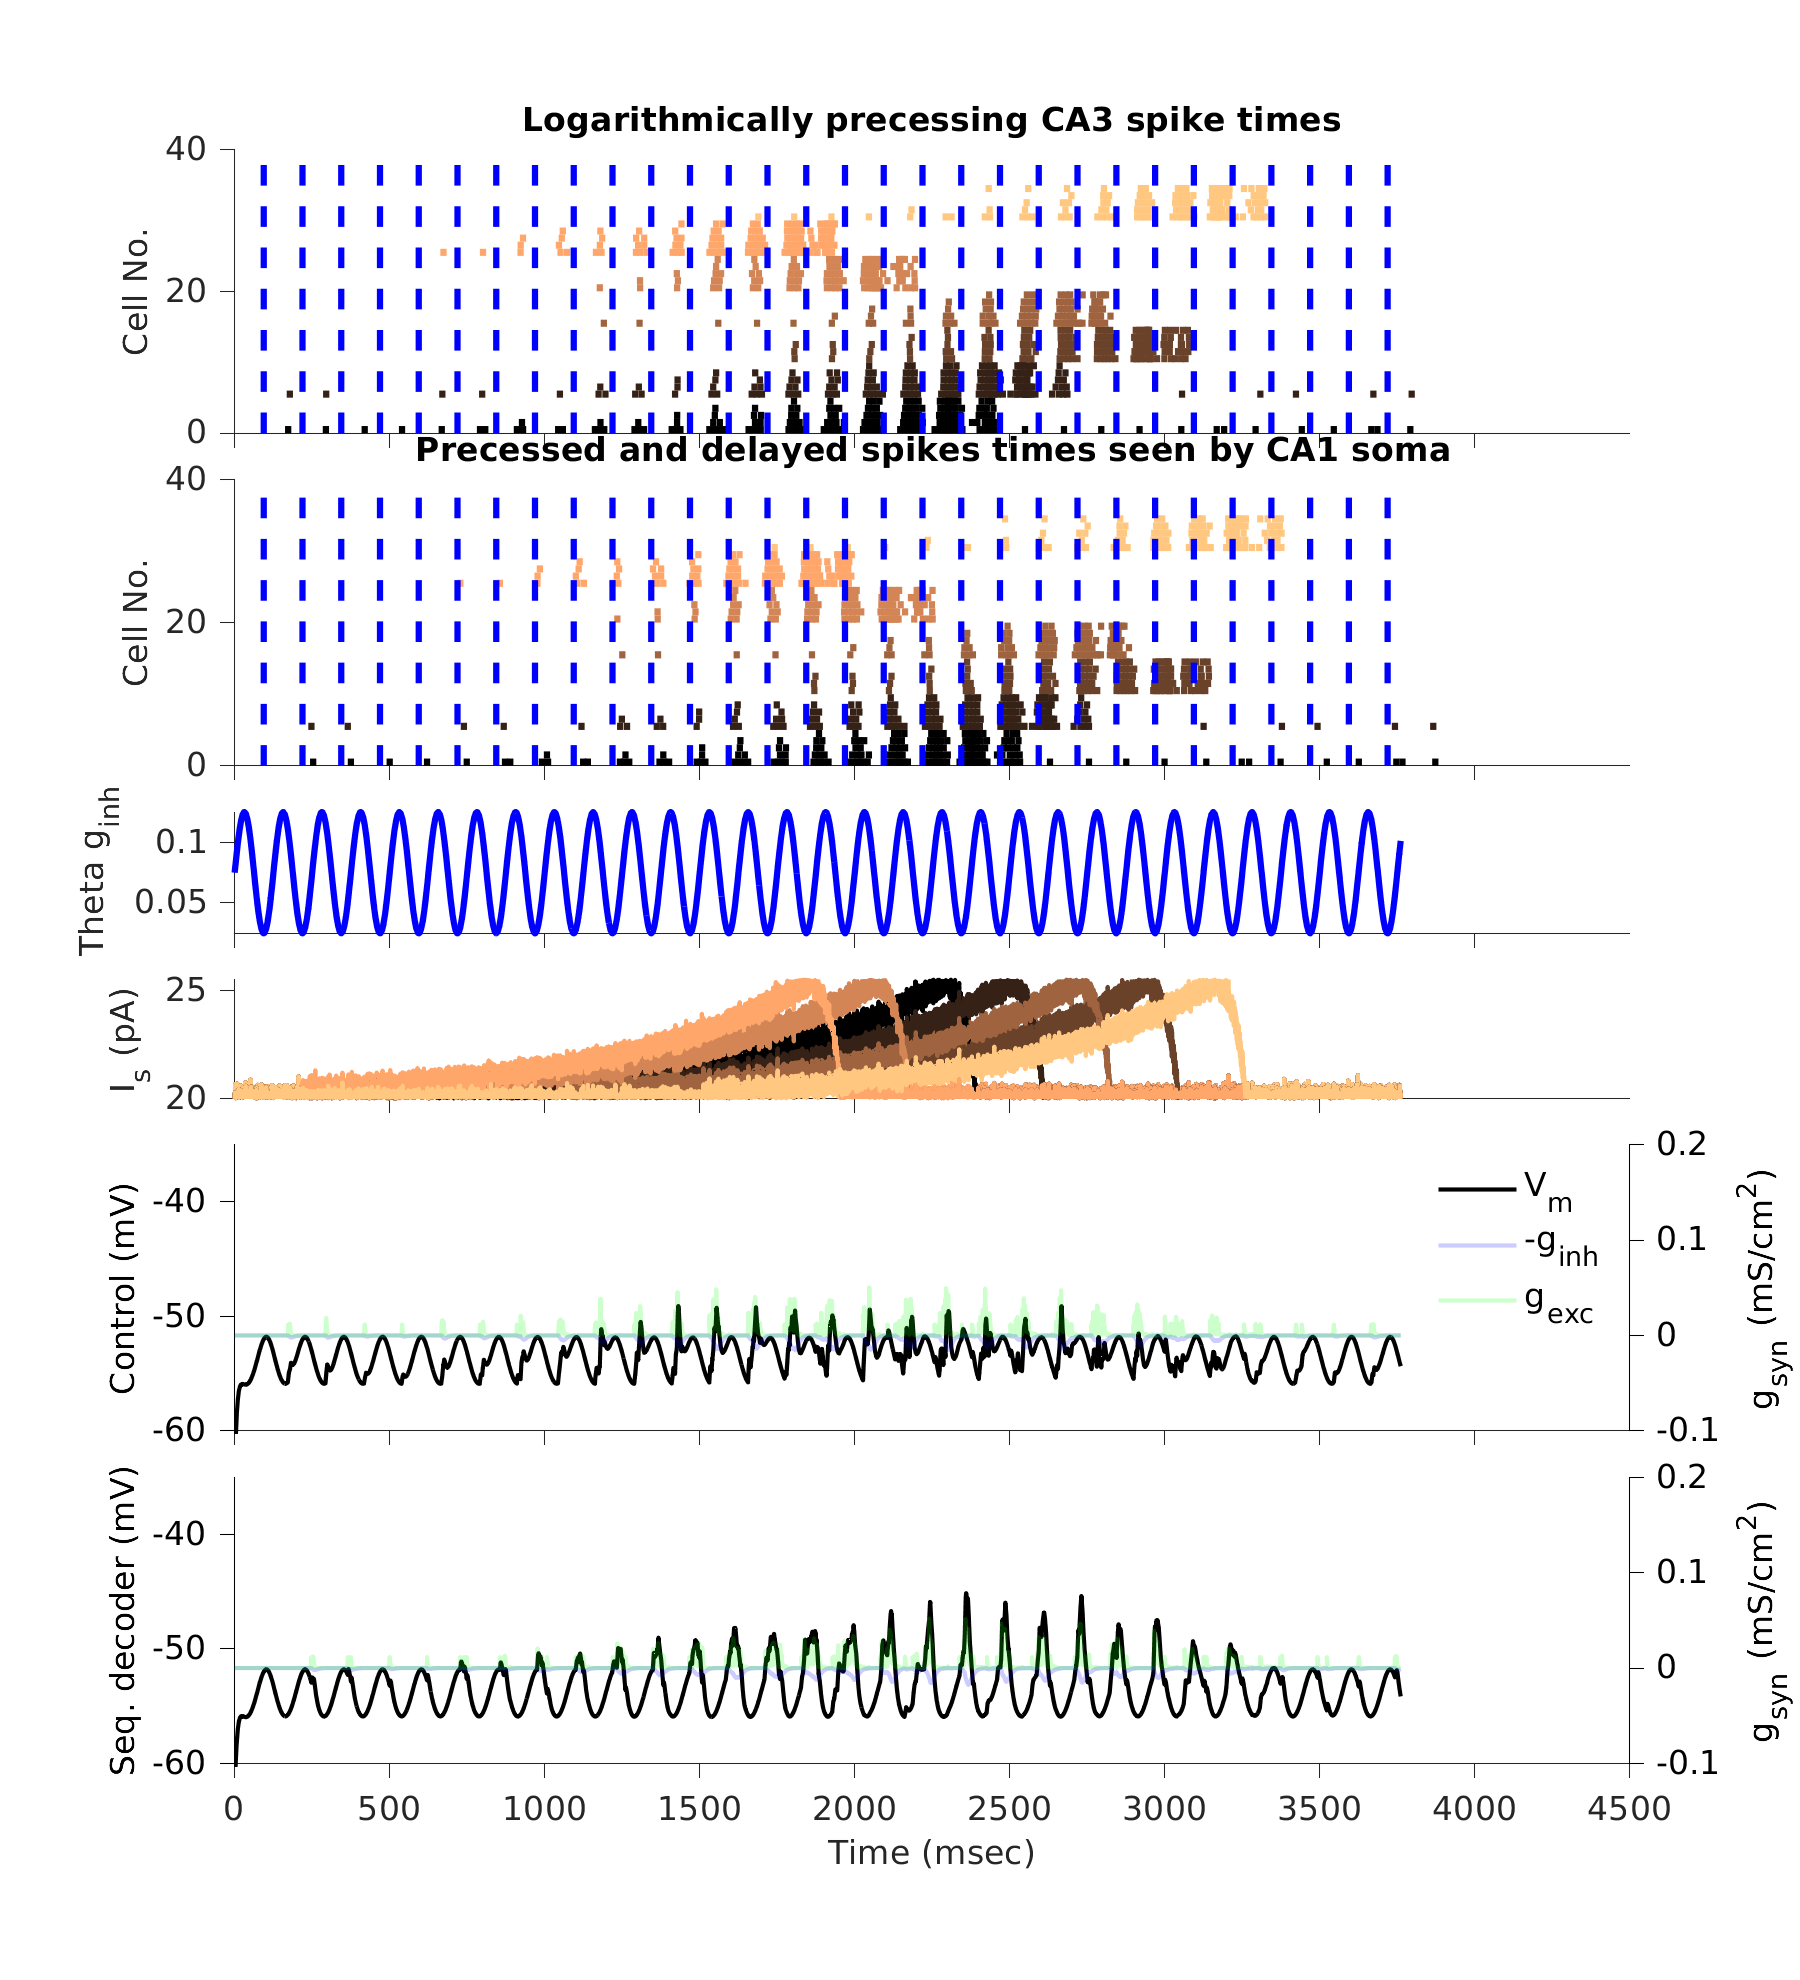 Logarithmically precessing CA3 spike times
40
20
0
Cell No.
Precessed and delayed spikes times seen by CA1 soma
40
20
0
Cell No.
0.1
0.05
Theta g_inh
25
20
I_s (pA)
-40
-50
-60
Control (mV)
V_m
-g_inh
g_exc
0.2
0.1
0
-0.1
g_syn (mS/cm^2)
-40
-50
-60
Seq. decoder (mV)
0.2
0.1
0
-0.1
g_syn (mS/cm^2)
0 500 1000 1500 2000 2500 3000 3500 4000 4500
Time (msec)